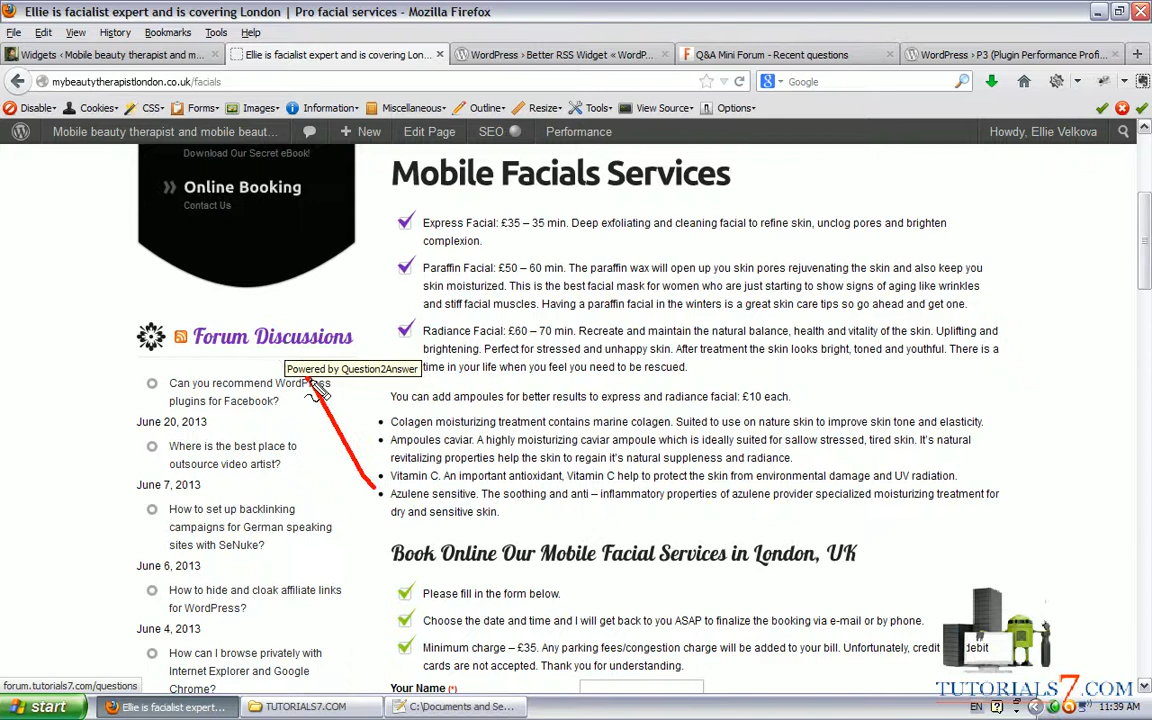 Ellie is facialist expert and is covering London | Pro facial services - Mozilla Firefox
File Edit View History Bookmarks Tools Help
Widgets ‹ Mobile beauty therapist and m...
Ellie is facialist expert and is covering Lon...
WordPress › Better RSS Widget « WordP...
Q&A Mini Forum - Recent questions
WordPress › P3 (Plugin Performance Profi...
mybeautytherapistlondon.co.uk/facials
Google
Disable Cookies CSS Forms Images Information Miscellaneous Outline Resize Tools View Source Options
Mobile beauty therapist and mobile beaut... New Edit Page SEO Performance Howdy, Ellie Velkova
Download Our Secret eBook!
Online Booking
Contact Us
Forum Discussions
Powered by Question2Answer
Can you recommend WordPress
plugins for Facebook?
June 20, 2013
Where is the best place to
outsource video artist?
June 7, 2013
How to set up backlinking
campaigns for German speaking
sites with SeNuke?
June 6, 2013
How to hide and cloak affiliate links
for WordPress?
June 4, 2013
How can I browse privately with
Internet Explorer and Google
Chrome?
Mobile Facials Services
Express Facial: £35 – 35 min. Deep exfoliating and cleaning facial to refine skin, unclog pores and brighten
complexion.
Paraffin Facial: £50 – 60 min. The paraffin wax will open up you skin pores rejuvenating the skin and also keep you
skin moisturized. This is the best facial mask for women who are just starting to show signs of aging like wrinkles
and stiff facial muscles. Having a paraffin facial in the winters is a great skin care tips so go ahead and get one.
Radiance Facial: £60 – 70 min. Recreate and maintain the natural balance, health and vitality of the skin. Uplifting and
brightening. Perfect for stressed and unhappy skin. After treatment the skin looks bright, toned and youthful. There is a
time in your life when you feel you need to be rescued.
You can add ampoules for better results to express and radiance facial: £10 each.
Colagen moisturizing treatment contains marine colagen. Suited to use on nature skin to improve skin tone and elasticity.
Ampoules caviar. A highly moisturizing caviar ampoule which is ideally suited for sallow stressed, tired skin. It's natural
revitalizing properties help the skin to regain it's natural suppleness and radiance.
Vitamin C. An important antioxidant, Vitamin C help to protect the skin from environmental damage and UV radiation.
Azulene sensitive. The soothing and anti – inflammatory properties of azulene provider specialized moisturizing treatment for
dry and sensitive skin.
Book Online Our Mobile Facial Services in London, UK
Please fill in the form below.
Choose the date and time and I will get back to you ASAP to finalize the booking via e-mail or by phone.
Minimum charge – £35. Any parking fees/congestion charge will be added to your bill. Unfortunately, credit debit
cards are not accepted. Thank you for understanding.
Your Name (*)
TUTORIALS7.COM
forum.tutorials7.com/questions
start Ellie is facialist expert... TUTORIALS7.COM C:\Documents and Se... EN 11:39 AM